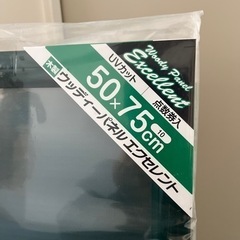 Woody Panel
Excellent
UVカット
点数券入
50×75cm
10
木製
ウッディーパネル エクセレント